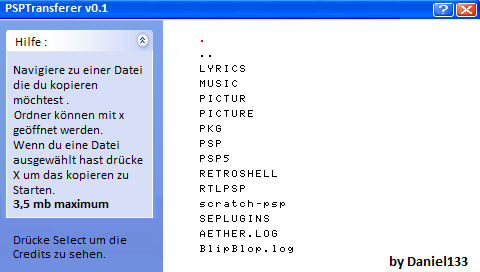 PSPTransferer v0.1
Hilfe :
Navigiere zu einer Datei
die du kopieren
möchtest .
Ordner können mit x
geöffnet werden.
Wenn du eine Datei
ausgewählt hast drücke
X um das kopieren zu
Starten.
3,5 mb maximum
Drücke Select um die
Credits zu sehen.
.
..
LYRICS
MUSIC
PICTUR
PICTURE
PKG
PSP
PSP5
RETROSHELL
RTLPSP
scratch-psp
SEPLUGINS
AETHER.LOG
BlipBlop.log
by Daniel133